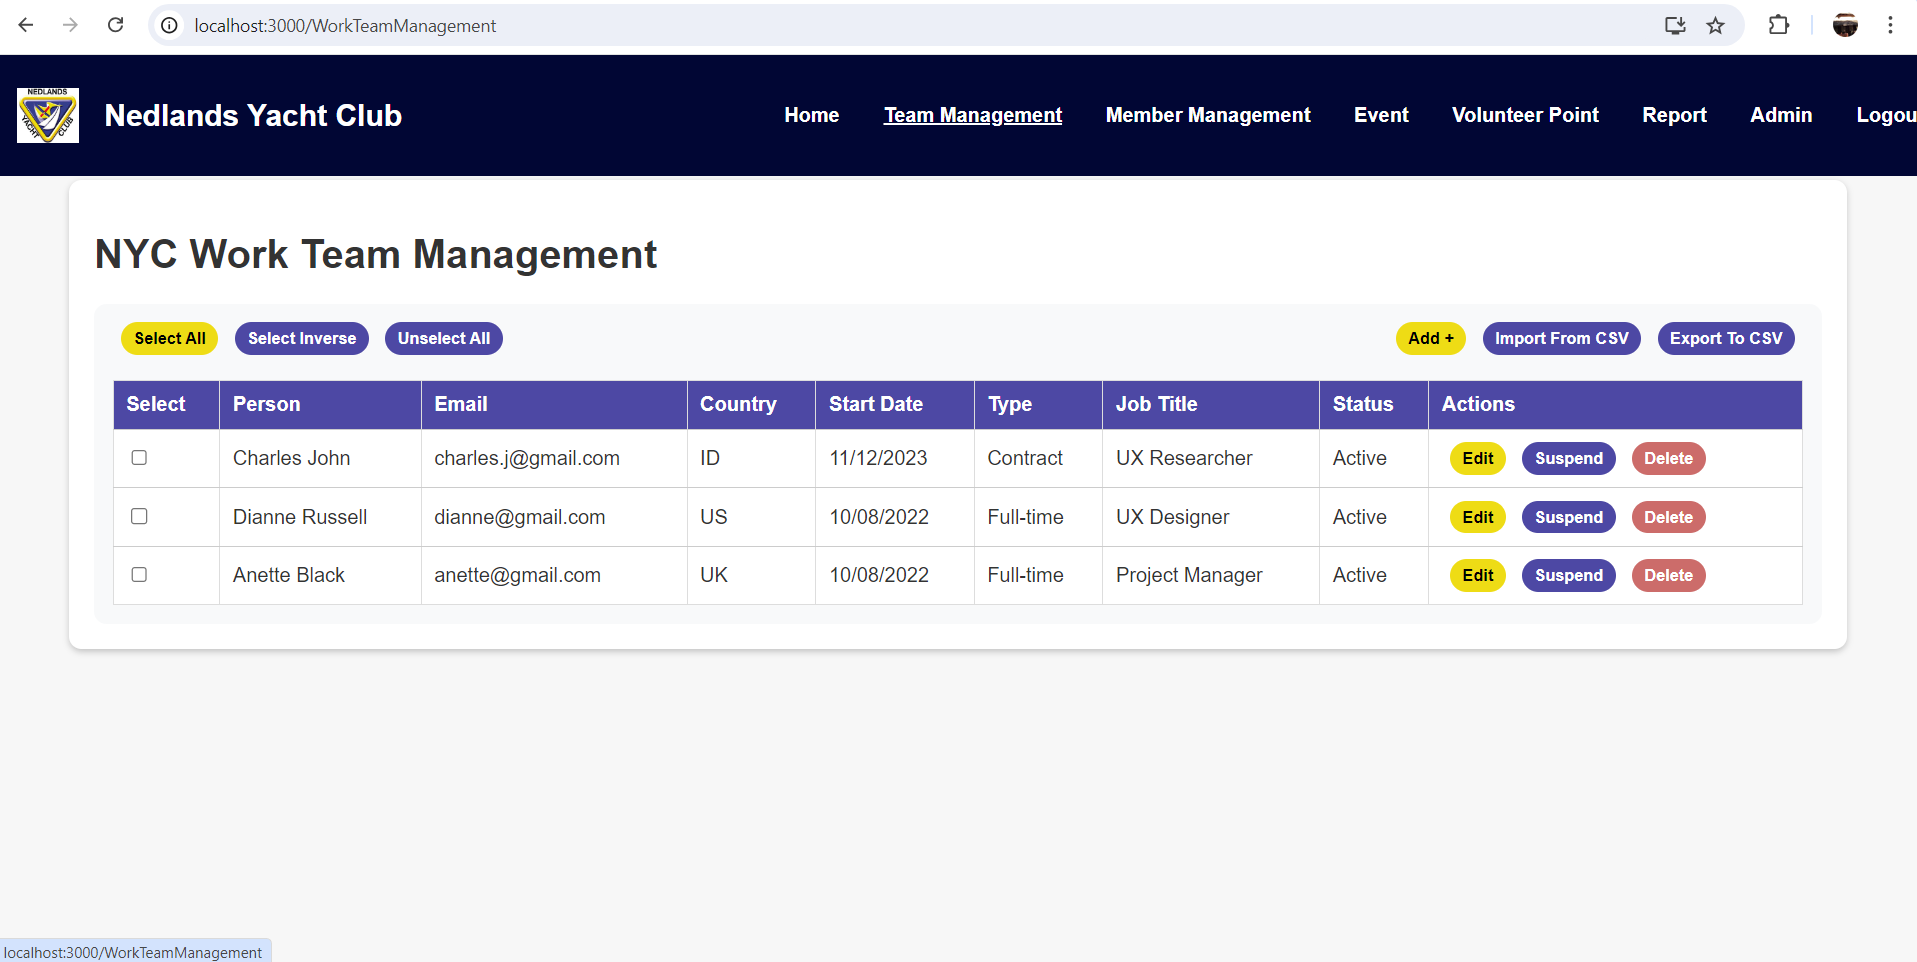 localhost:3000/WorkTeamManagement
NEDLANDS
YACHT CLUB
Nedlands Yacht Club
Home Team Management Member Management Event Volunteer Point Report Admin Logou
NYC Work Team Management
Select All Select Inverse Unselect All Add + Import From CSV Export To CSV
Select Person Email Country Start Date Type Job Title Status Actions
Charles John charles.j@gmail.com ID 11/12/2023 Contract UX Researcher Active Edit Suspend Delete
Dianne Russell dianne@gmail.com US 10/08/2022 Full-time UX Designer Active Edit Suspend Delete
Anette Black anette@gmail.com UK 10/08/2022 Full-time Project Manager Active Edit Suspend Delete
localhost:3000/WorkTeamManagement